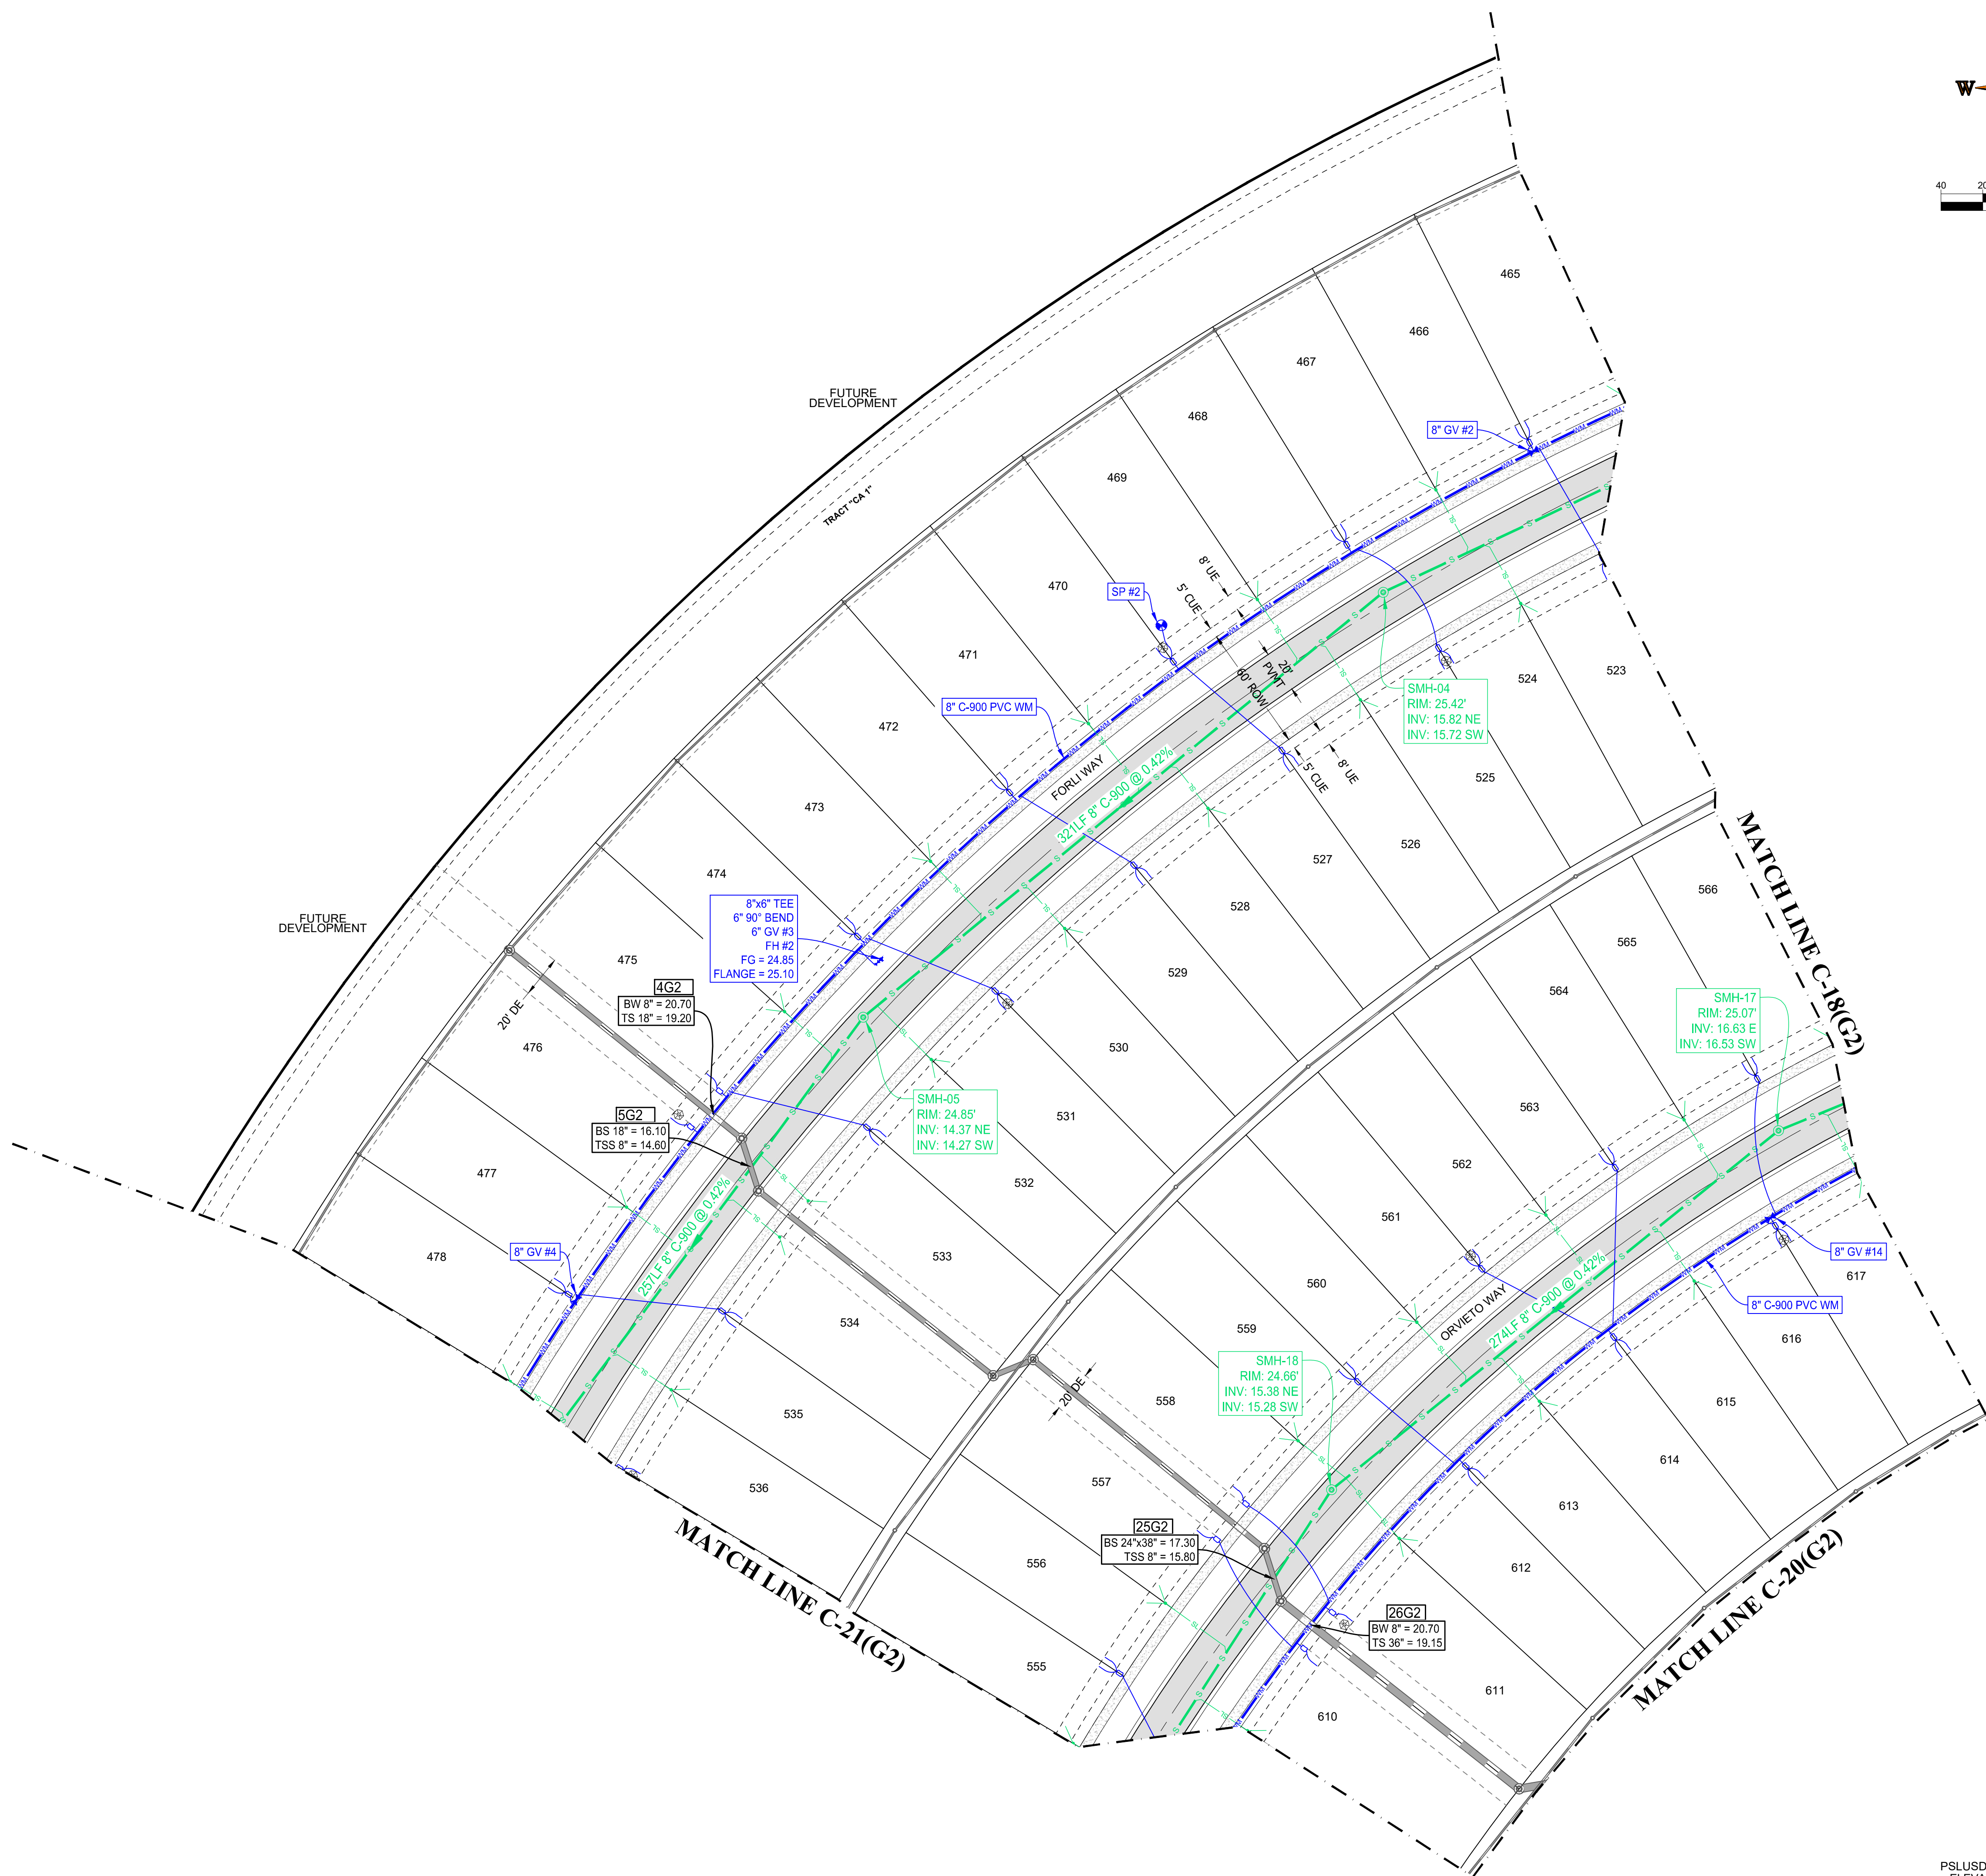 W
40
465
466
467
468
469
470
471
472
473
474
475
476
477
478
FUTURE
DEVELOPMENT
TRACT "CA 1"
FUTURE
DEVELOPMENT
8" GV #2
8' UE
5' CUE
SP #2
20'
PVMT
60' ROW
5' CUE
8' UE
8" C-900 PVC WM
FORLI WAY
321LF 8" C-900 @ 0.42%
SMH-04
RIM: 25.42'
INV: 15.82 NE
INV: 15.72 SW
523
524
525
526
527
528
529
530
531
532
533
534
535
536
8"x6" TEE
6" 90° BEND
6" GV #3
FH #2
FG = 24.85
FLANGE = 25.10
20' DE
4G2
BW 8" = 20.70
TS 18" = 19.20
5G2
BS 18" = 16.10
TSS 8" = 14.60
SMH-05
RIM: 24.85'
INV: 14.37 NE
INV: 14.27 SW
257LF 8" C-900 @ 0.42%
8" GV #4
MATCH LINE C-18(G2)
566
565
564
563
562
561
560
559
558
557
556
555
SMH-17
RIM: 25.07'
INV: 16.63 E
INV: 16.53 SW
8" GV #14
8" C-900 PVC WM
ORVIETO WAY
274LF 8" C-900 @ 0.42%
SMH-18
RIM: 24.66'
INV: 15.38 NE
INV: 15.28 SW
20' DE
25G2
BS 24"x38" = 17.30
TSS 8" = 15.80
26G2
BW 8" = 20.70
TS 36" = 19.15
617
616
615
614
613
612
611
610
MATCH LINE C-21(G2)
MATCH LINE C-20(G2)
PSLUSD